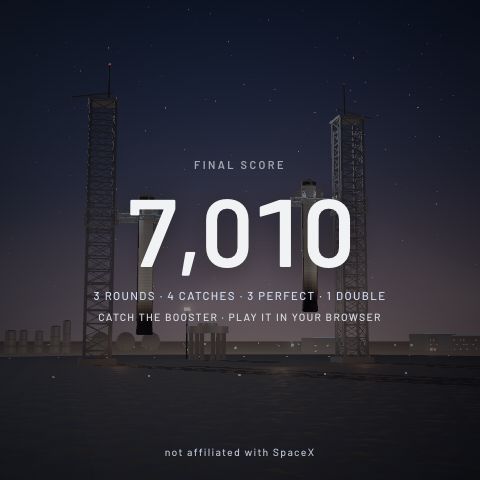 FINAL SCORE
7,010
3 ROUNDS · 4 CATCHES · 3 PERFECT · 1 DOUBLE
CATCH THE BOOSTER · PLAY IT IN YOUR BROWSER
not affiliated with SpaceX